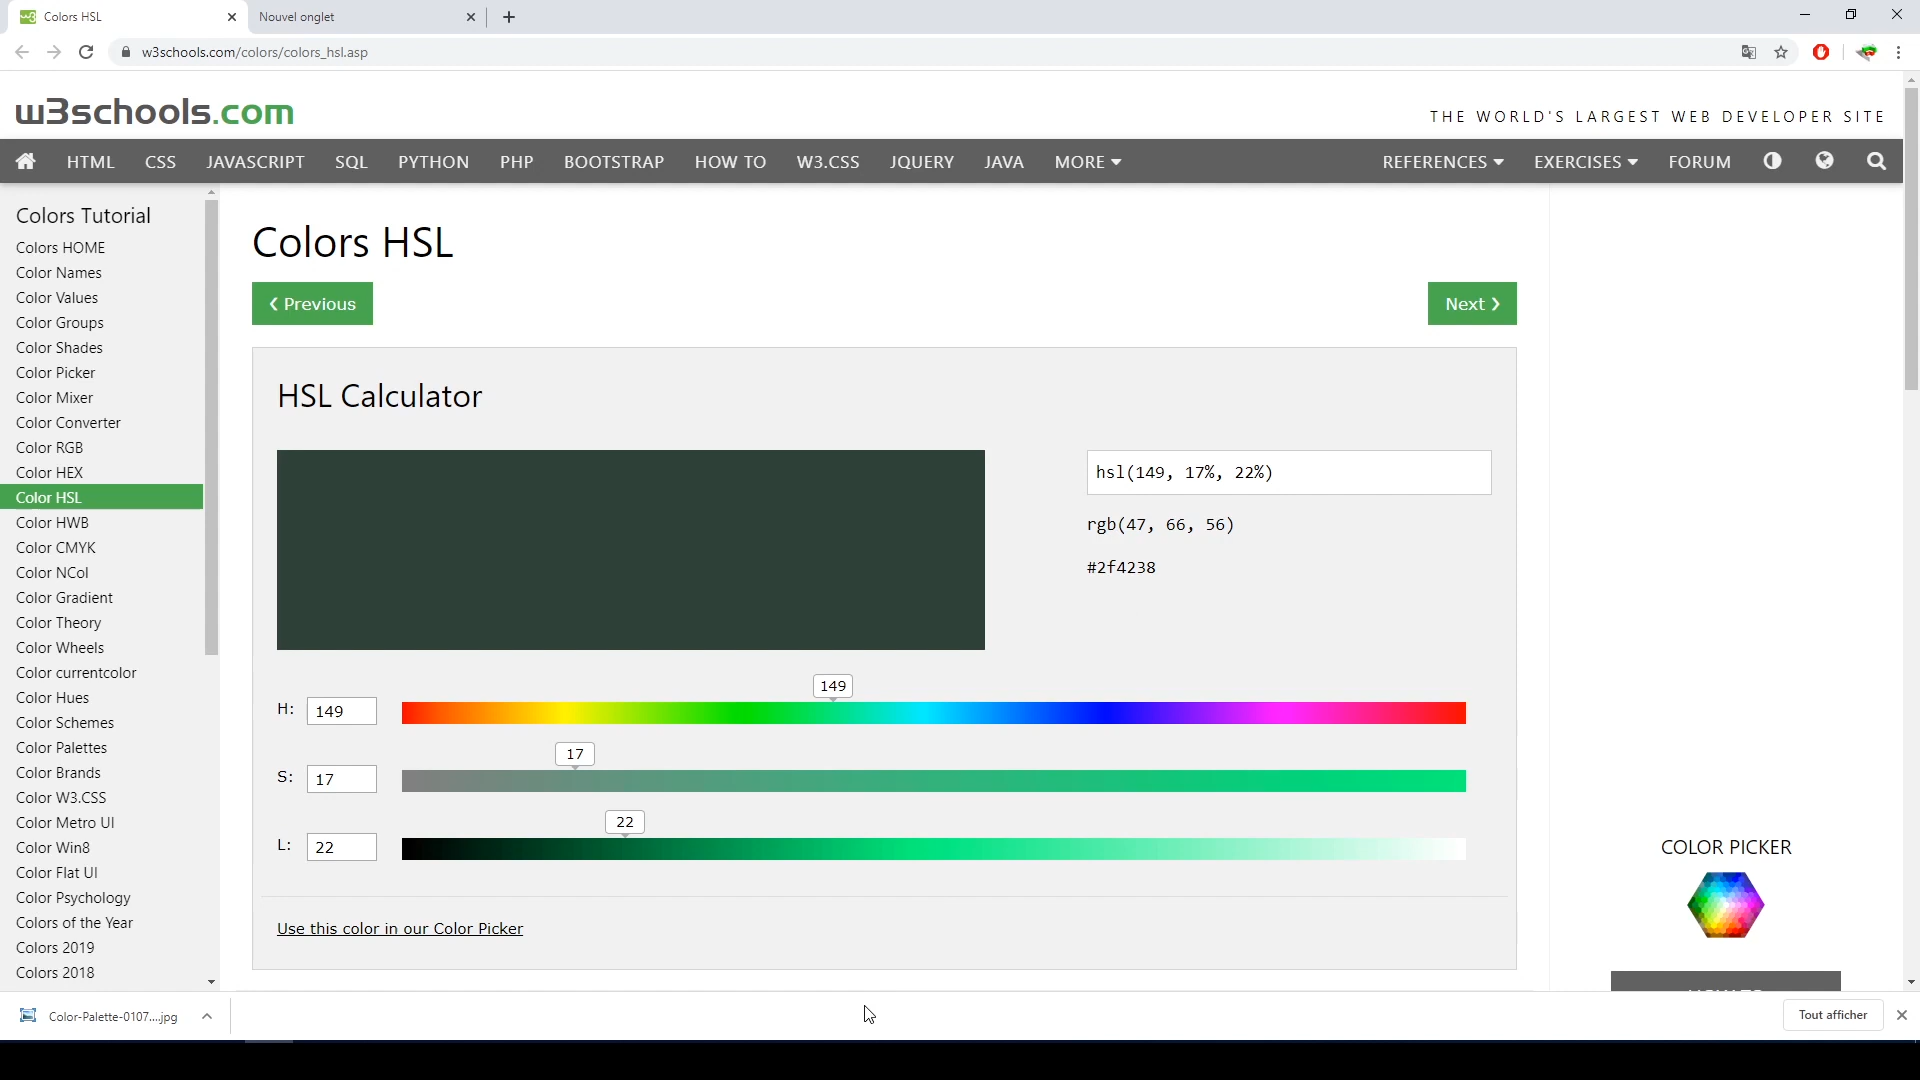 Colors HSL
Nouvel onglet
w3schools.com/colors/colors_hsl.asp
w3schools.com
THE WORLD'S LARGEST WEB DEVELOPER SITE
HTML CSS JAVASCRIPT SQL PYTHON PHP BOOTSTRAP HOW TO W3.CSS JQUERY JAVA MORE REFERENCES EXERCISES FORUM
Colors Tutorial
Colors HOME
Color Names
Color Values
Color Groups
Color Shades
Color Picker
Color Mixer
Color Converter
Color RGB
Color HEX
Color HSL
Color HWB
Color CMYK
Color NCol
Color Gradient
Color Theory
Color Wheels
Color currentcolor
Color Hues
Color Schemes
Color Palettes
Color Brands
Color W3.CSS
Color Metro UI
Color Win8
Color Flat UI
Color Psychology
Colors of the Year
Colors 2019
Colors 2018
Colors HSL
❮ Previous
Next ❯
HSL Calculator
hsl(149, 17%, 22%)
rgb(47, 66, 56)
#2f4238
149
H: 149
17
S: 17
22
L: 22
Use this color in our Color Picker
COLOR PICKER
Color-Palette-0107....jpg
Tout afficher